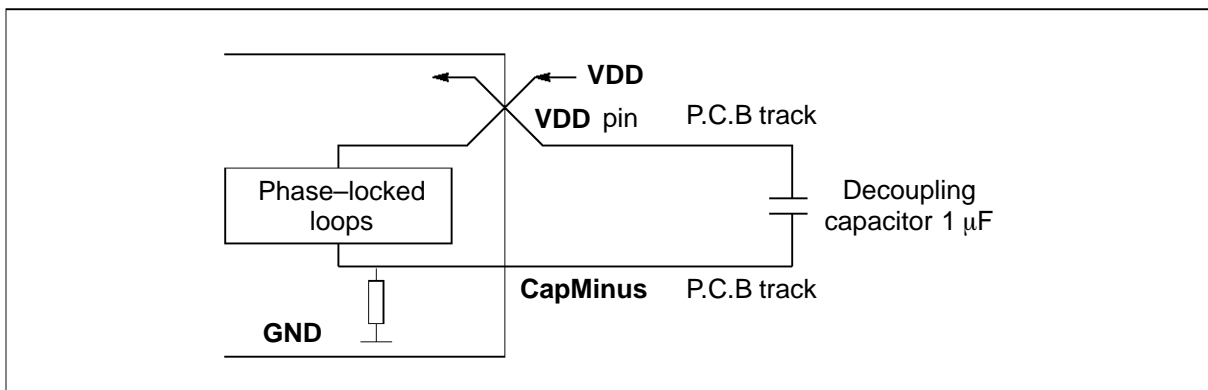 VDD
VDD pin
P.C.B track
Phase–locked
loops
Decoupling
capacitor 1 μF
CapMinus
P.C.B track
GND